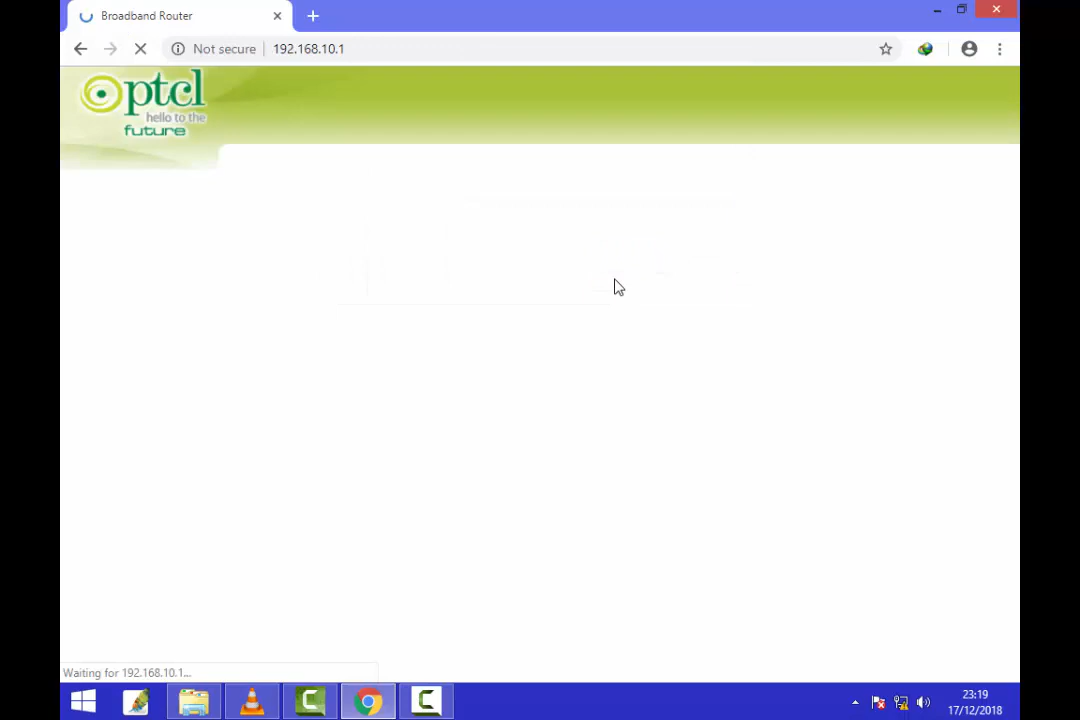 Broadband Router
Not secure
192.168.10.1
ptcl
hello to the
future
Waiting for 192.168.10.1...
23:19
17/12/2018